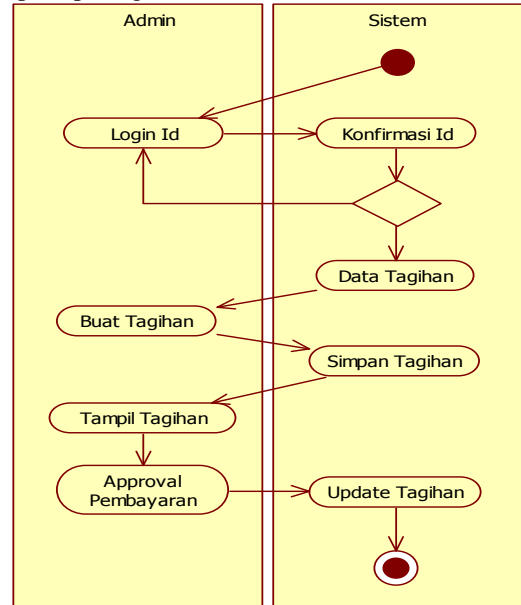 Admin
Sistem
Login Id
Konfirmasi Id
Data Tagihan
Buat Tagihan
Simpan Tagihan
Tampil Tagihan
Approval
Pembayaran
Update Tagihan